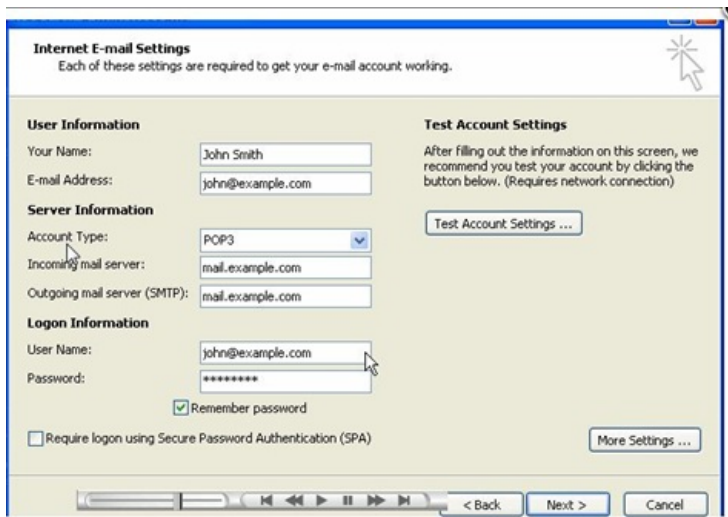 Internet E-mail Settings
Each of these settings are required to get your e-mail account working.
User Information
Your Name: John Smith
E-mail Address: john@example.com
Server Information
Account Type: POP3
Incoming mail server: mail.example.com
Outgoing mail server (SMTP): mail.example.com
Logon Information
User Name: john@example.com
Password: ********
Remember password
Require logon using Secure Password Authentication (SPA)
Test Account Settings
After filling out the information on this screen, we
recommend you test your account by clicking the
button below. (Requires network connection)
Test Account Settings ...
More Settings ...
< Back
Next >
Cancel